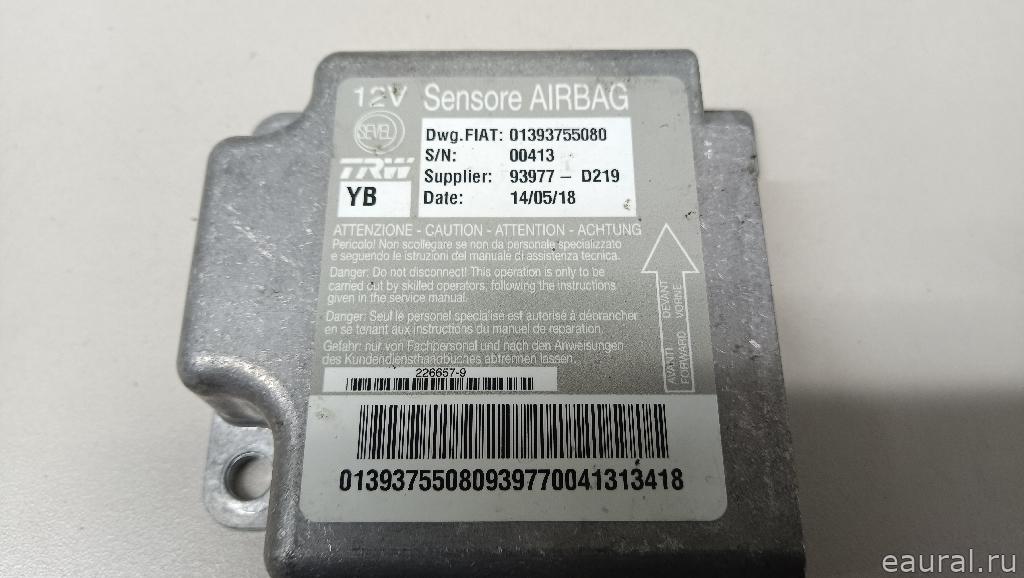 12V Sensore AIRBAG
SEVEL
TRW
YB
Dwg.FIAT: 01393755080
S/N: 00413
Supplier: 93977 - D219
Date: 14/05/18
ATTENZIONE - CAUTION - ATTENTION - ACHTUNG
Pericolo! Non scollegare se non da personale specializzato
e seguendo le istruzioni del manuale di assistenza tecnica.
Danger: Do not disconnect! This operation is only to be
carried out by skilled operators, following the instructions
given in the service manual.
Danger: Seul le personel specialisé est autorisé à débrancher
en se tenant aux instructions du manuel de reparation.
Gefahr: nur von Fachpersonal und nach den Anweisungen
des Kundendiensthandbuches abtrennen lassen.
AVANTI DEVANT
FORWARD VORNE
226657-9
0139375508093977004131341​8
eaural.ru